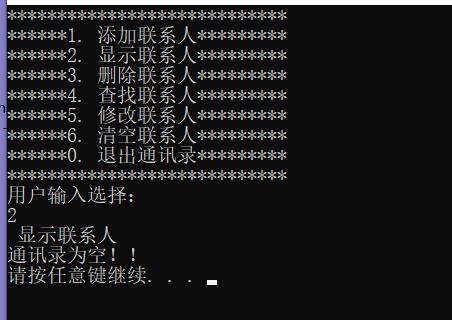 ****************************
******1. 添加联系人*********
******2. 显示联系人*********
******3. 删除联系人*********
******4. 查找联系人*********
******5. 修改联系人*********
******6. 清空联系人*********
******0. 退出通讯录*********
****************************
用户输入选择：
2
 显示联系人
通讯录为空！！
请按任意键继续. . .